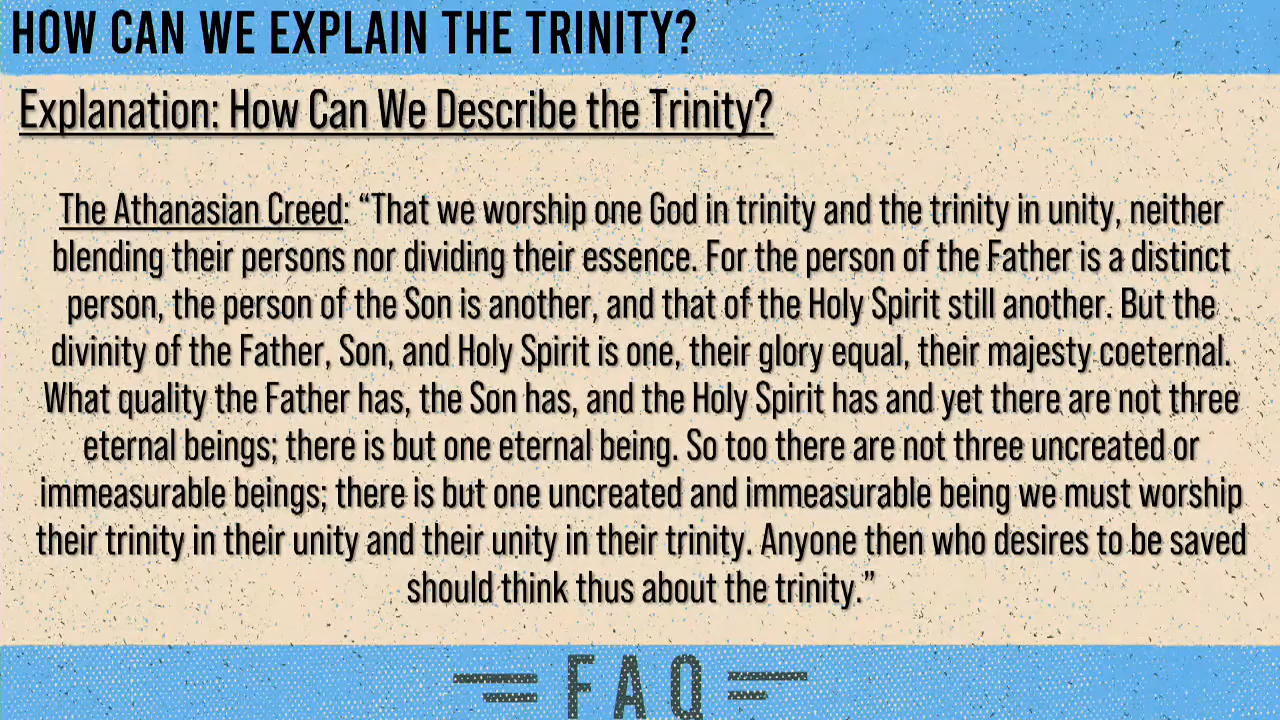 HOW CAN WE EXPLAIN THE TRINITY?
Explanation: How Can We Describe the Trinity?
The Athanasian Creed: “That we worship one God in trinity and the trinity in unity, neither
blending their persons nor dividing their essence. For the person of the Father is a distinct
person, the person of the Son is another, and that of the Holy Spirit still another. But the
divinity of the Father, Son, and Holy Spirit is one, their glory equal, their majesty coeternal.
What quality the Father has, the Son has, and the Holy Spirit has and yet there are not three
eternal beings; there is but one eternal being. So too there are not three uncreated or
immeasurable beings; there is but one uncreated and immeasurable being we must worship
their trinity in their unity and their unity in their trinity. Anyone then who desires to be saved
should think thus about the trinity.”
FAQ